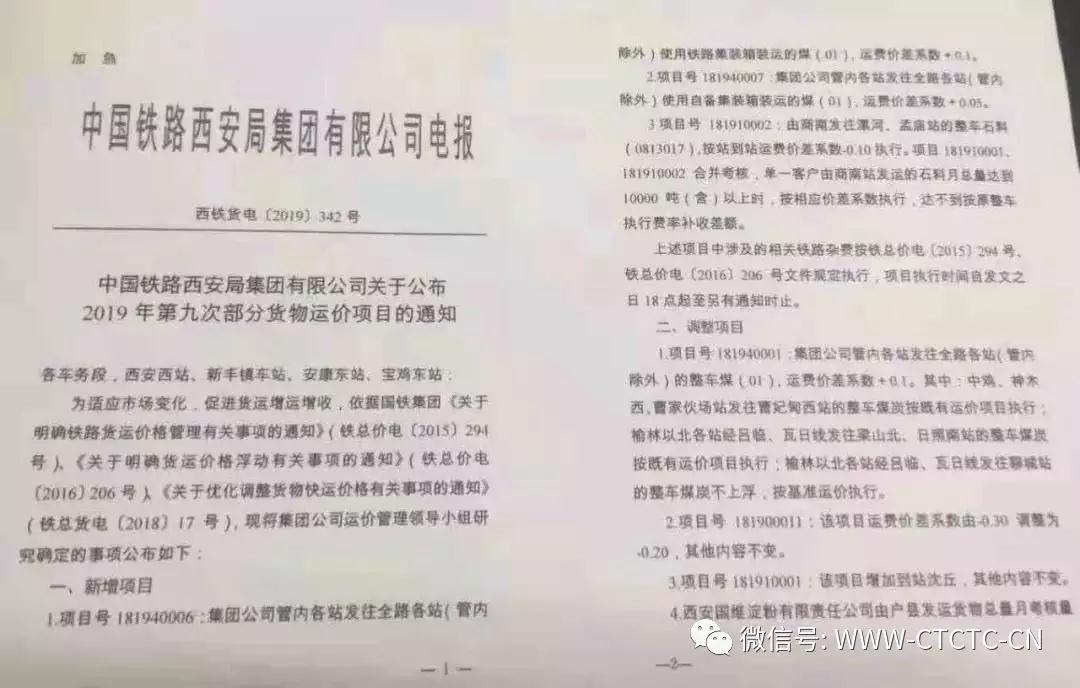 加 急
中国铁路西安局集团有限公司电报
西铁货电〔2019〕342 号
中国铁路西安局集团有限公司关于公布
2019 年第九次部分货物运价项目的通知
各车务段，西安西站、新丰镇车站、安康东站、宝鸡东站：
为适应市场变化，促进货运增运增收，依据国铁集团《关于
明确铁路货运价格管理有关事项的通知》（铁总价电〔2015〕294
号）、《关于明确货运价格浮动有关事项的通知》（铁总价电
〔2016〕206 号）、《关于优化调整货物快运价格有关事项的通知》
（铁总货电〔2018〕17 号），现将集团公司运价管理领导小组研
究确定的事项公布如下：
一、新增项目
1.项目号 181940006：集团公司管内各站发往全路各站（管内
— 1 —
除外）使用铁路集装箱装运的煤（01），运费价差系数+0.1。
2.项目号 181940007：集团公司管内各站发往全路各站（管内
除外）使用自备集装箱装运的煤（01），运费价差系数+0.05。
3 项目号 181910002：由商南发往漯河、孟庙站的整车石料
（0813017），按站到站运费价差系数-0.10 执行。项目 181910001、
181910002 合并考核，单一客户由商南站发运的石料月总量达到
10000 吨（含）以上时，按相应价差系数执行，达不到按原整车
执行费率补收差额。
上述项目中涉及的相关铁路杂费按铁总价电〔2015〕294 号、
铁总价电〔2016〕206 号文件规定执行，项目执行时间自发文之
日 18 点起至另有通知时止。
二、调整项目
1.项目号 181940001：集团公司管内各站发往全路各站（管内
除外）的整车煤（01），运费价差系数+0.1。其中：中鸡、神木
西、曹家伙场站发往曹妃甸西站的整车煤炭按既有运价项目执行；
榆林以北各站经吕临、瓦日线发往梁山北、日照南站的整车煤炭
按既有运价项目执行；榆林以北各站经吕临、瓦日线发往聊城站
的整车煤炭不上浮，按基准运价执行。
2.项目号 181900011：该项目运费价差系数由-0.30 调整为
-0.20，其他内容不变。
3.项目号 181910001：该项目增加到站沈丘，其他内容不变。
4.西安国维淀粉有限责任公司由户县发运货物总量月考核量
—2—
微信号: WWW-CTCTC-CN